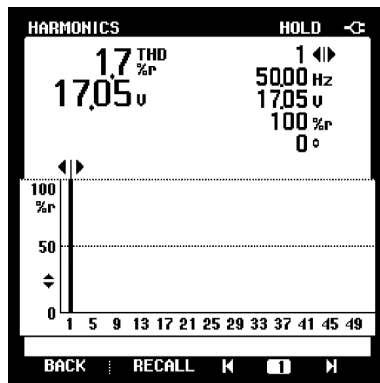 HARMONICS HOLD
1.7 THD %r
17.05 v
1
50.00 Hz
17.05 v
100 %r
0 °
100
%r
50
0
1 5 9 13 17 21 25 29 33 37 41 45 49
BACK RECALL 1